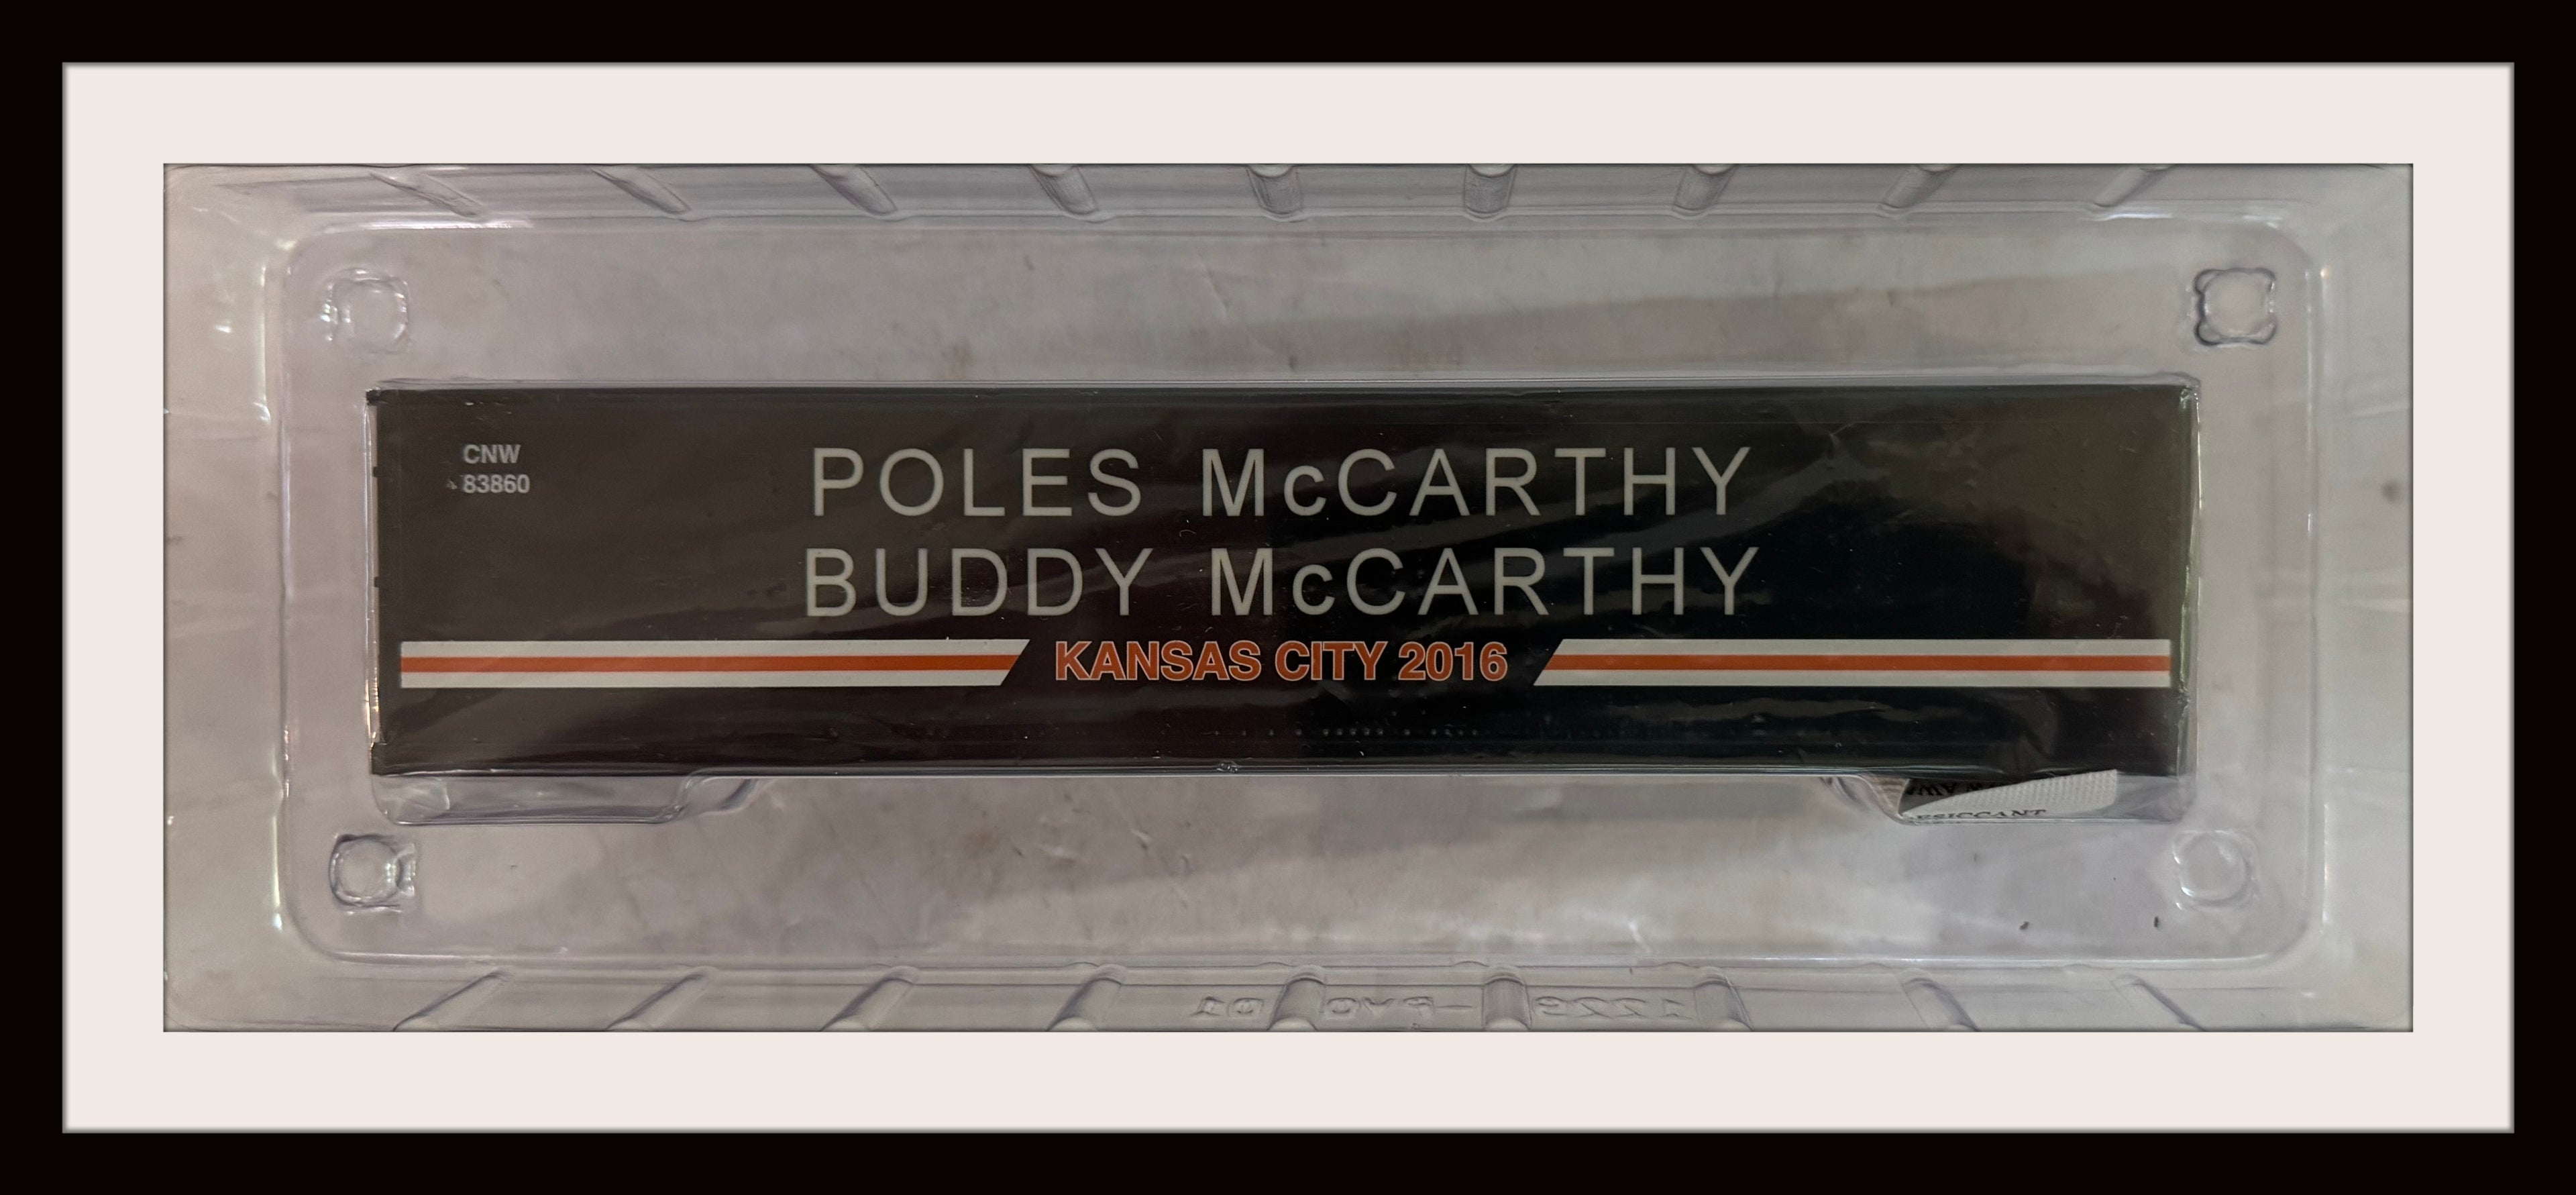 CNW
83860
POLES McCARTHY
BUDDY McCARTHY
KANSAS CITY 2016